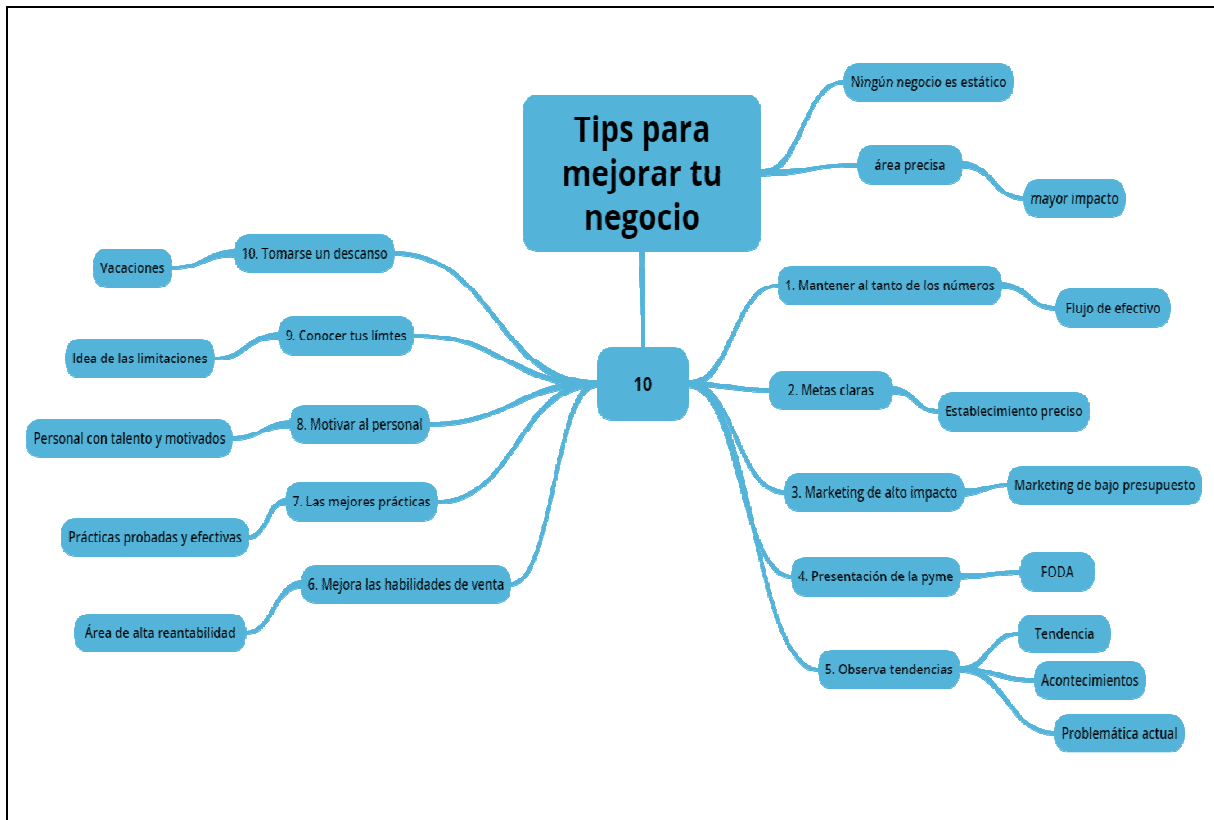 Tips para
mejorar tu
negocio
Ningún negocio es estático
área precisa
mayor impacto
10
1. Mantener al tanto de los números
Flujo de efectivo
2. Metas claras
Establecimiento preciso
3. Marketing de alto impacto
Marketing de bajo presupuesto
4. Presentación de la pyme
FODA
5. Observa tendencias
Tendencia
Acontecimientos
Problemática actual
6. Mejora las habilidades de venta
Área de alta reantabilidad
7. Las mejores prácticas
Prácticas probadas y efectivas
8. Motivar al personal
Personal con talento y motivados
9. Conocer tus límtes
Idea de las limitaciones
10. Tomarse un descanso
Vacaciones